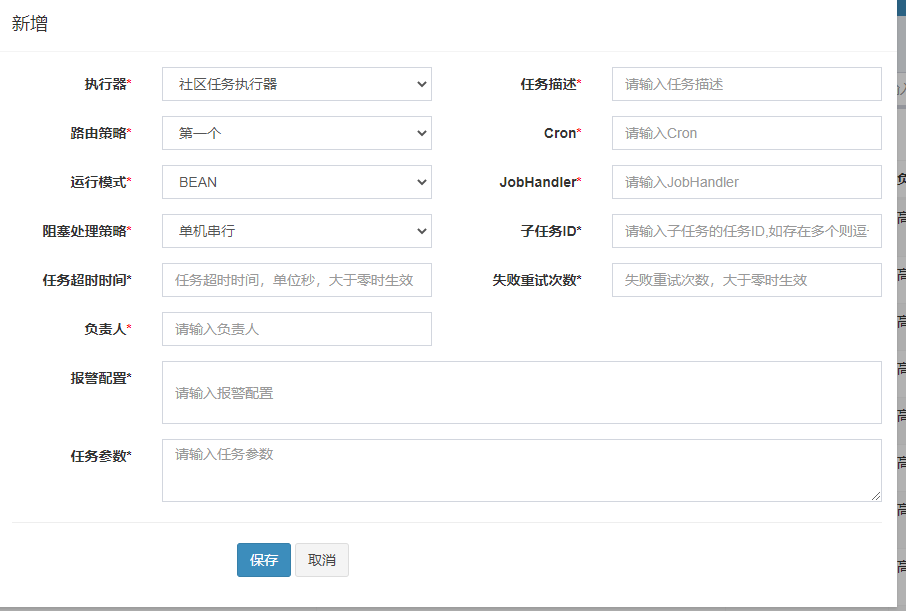 新增
执行器* 社区任务执行器 任务描述* 请输入任务描述
路由策略* 第一个 Cron* 请输入Cron
运行模式* BEAN JobHandler* 请输入JobHandler
阻塞处理策略* 单机串行 子任务ID* 请输入子任务的任务ID,如存在多个则逗
任务超时时间* 任务超时时间，单位秒，大于零时生效 失败重试次数* 失败重试次数，大于零时生效
负责人* 请输入负责人
报警配置* 请输入报警配置
任务参数* 请输入任务参数
保存 取消